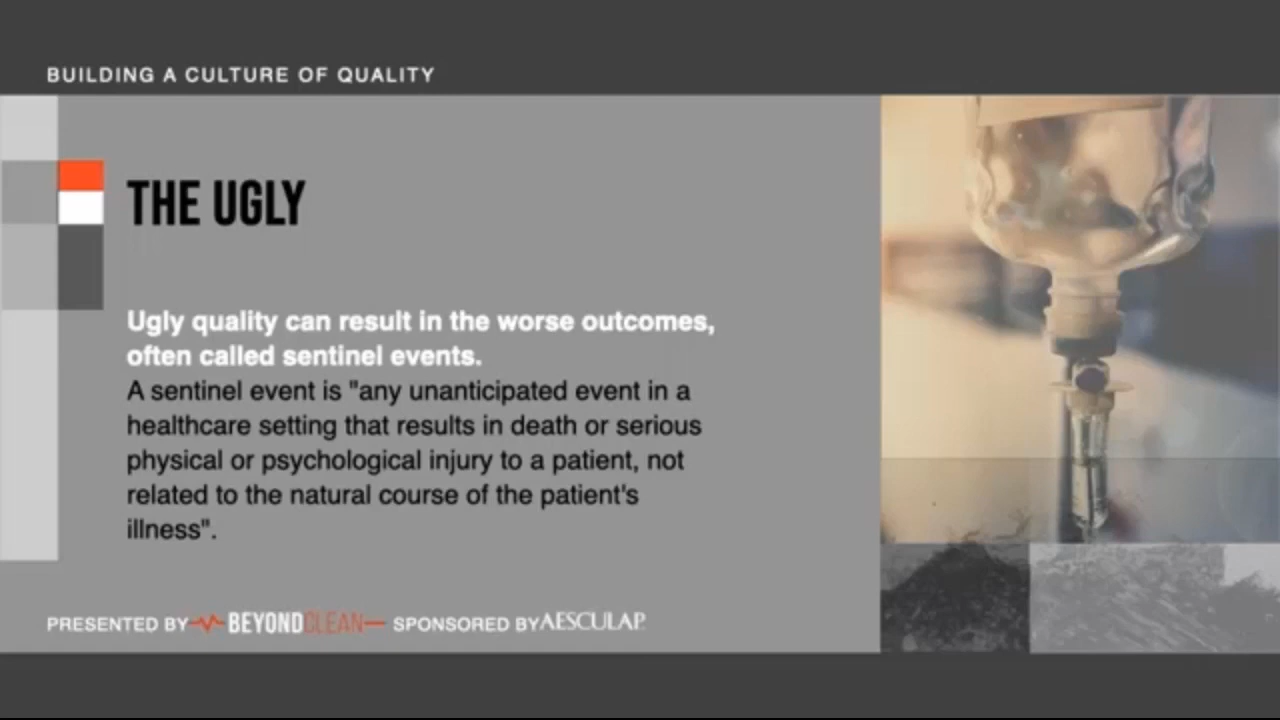 BUILDING A CULTURE OF QUALITY
THE UGLY
Ugly quality can result in the worse outcomes,
often called sentinel events.
A sentinel event is "any unanticipated event in a
healthcare setting that results in death or serious
physical or psychological injury to a patient, not
related to the natural course of the patient's
illness".
PRESENTED BY BEYONDCLEAN SPONSORED BY AESCULAP